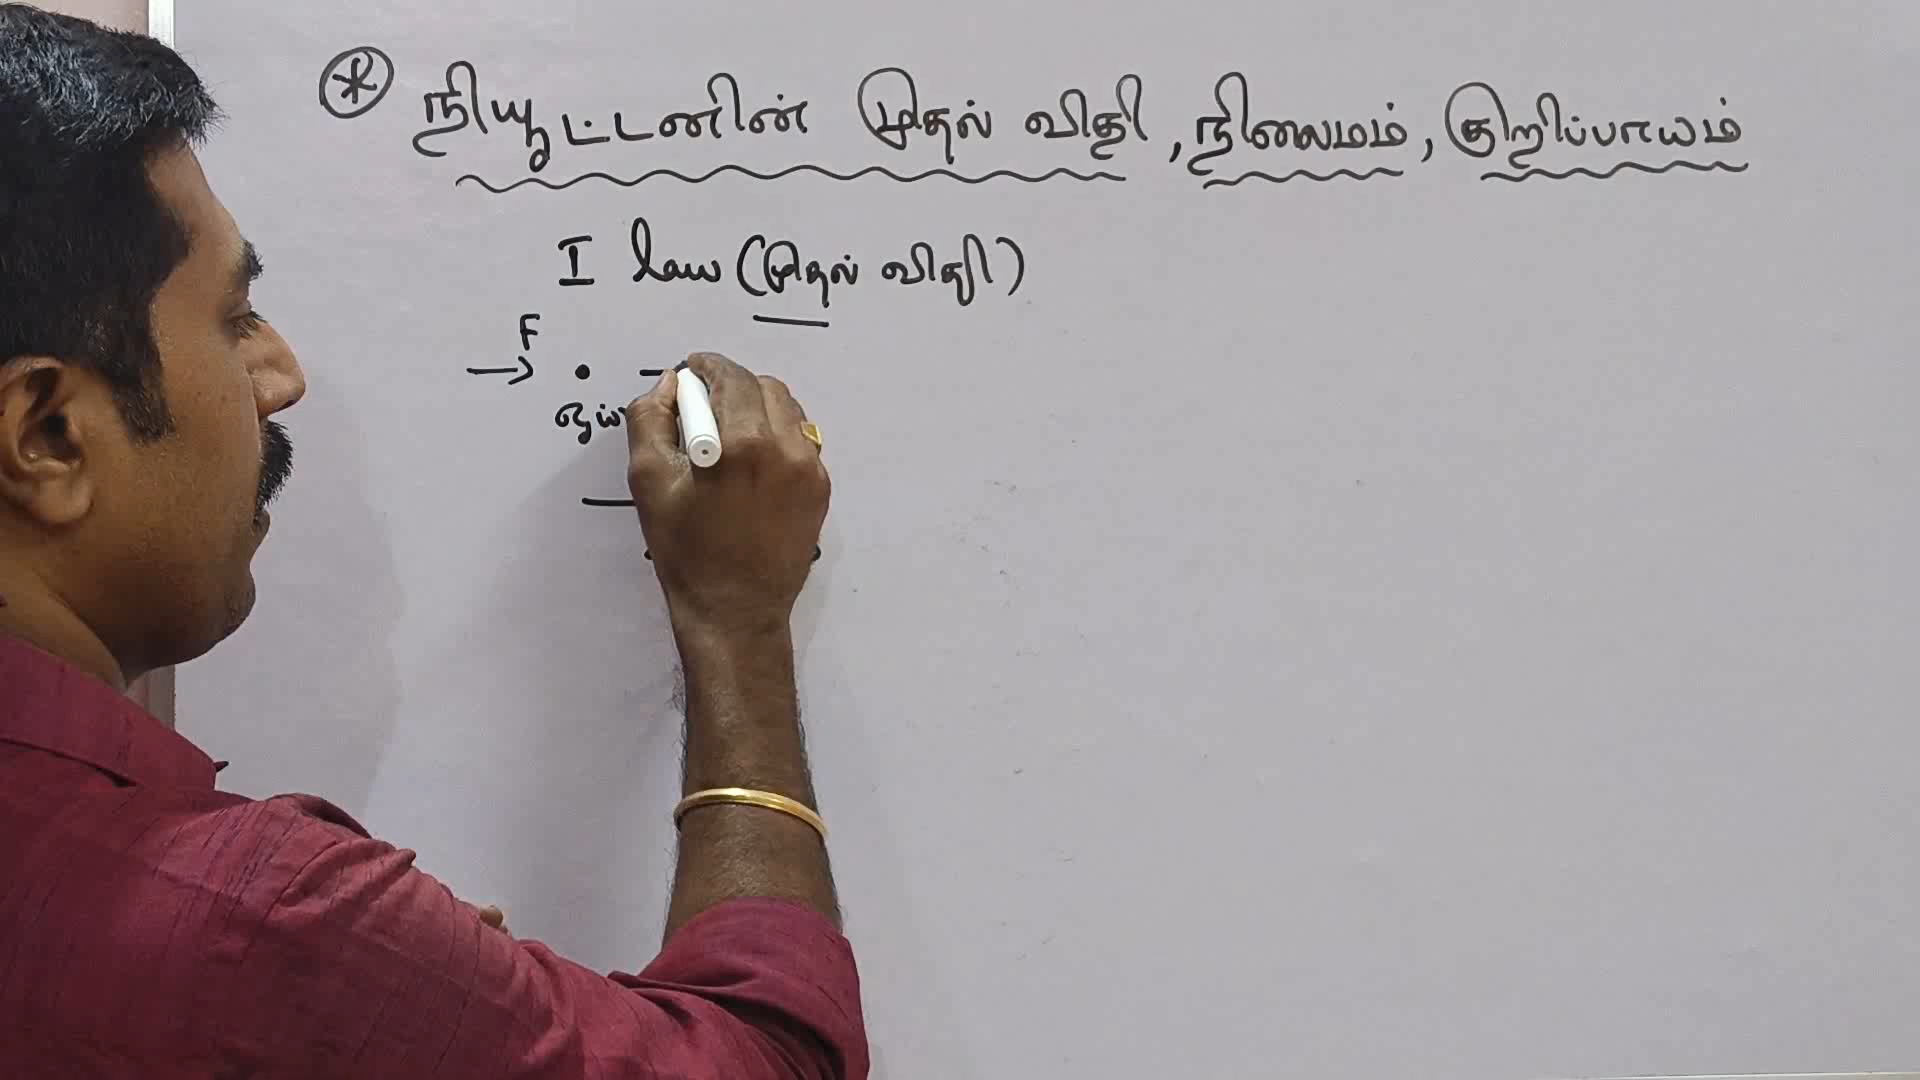 நியூட்டனின் முதல் விதி, நிலைமம், குறிப்பாயம்
I law (முதல் விதி)
F